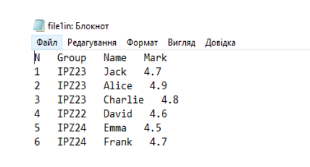 file1in: Блокнот
Файл Редагування Формат Вигляд Довідка
N Group Name Mark
1 IPZ23 Jack 4.7
2 IPZ23 Alice 4.9
3 IPZ23 Charlie 4.8
4 IPZ22 David 4.6
5 IPZ24 Emma 4.5
6 IPZ24 Frank 4.7